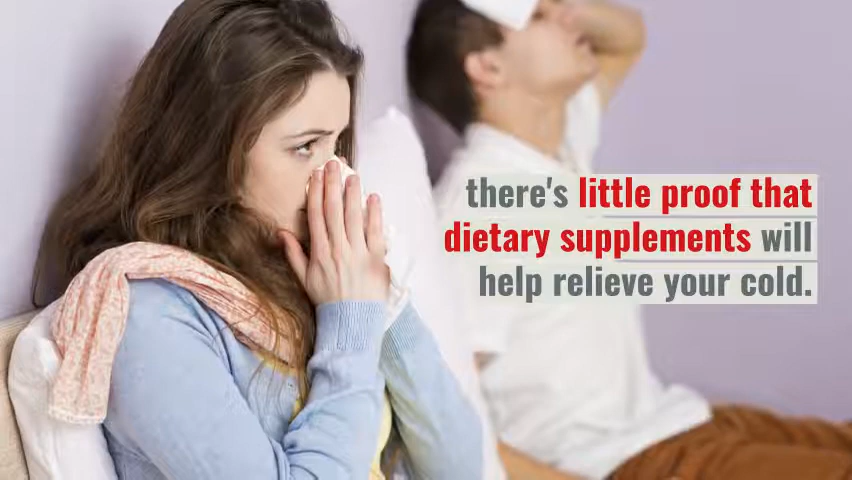 there's little proof that
dietary supplements will
help relieve your cold.